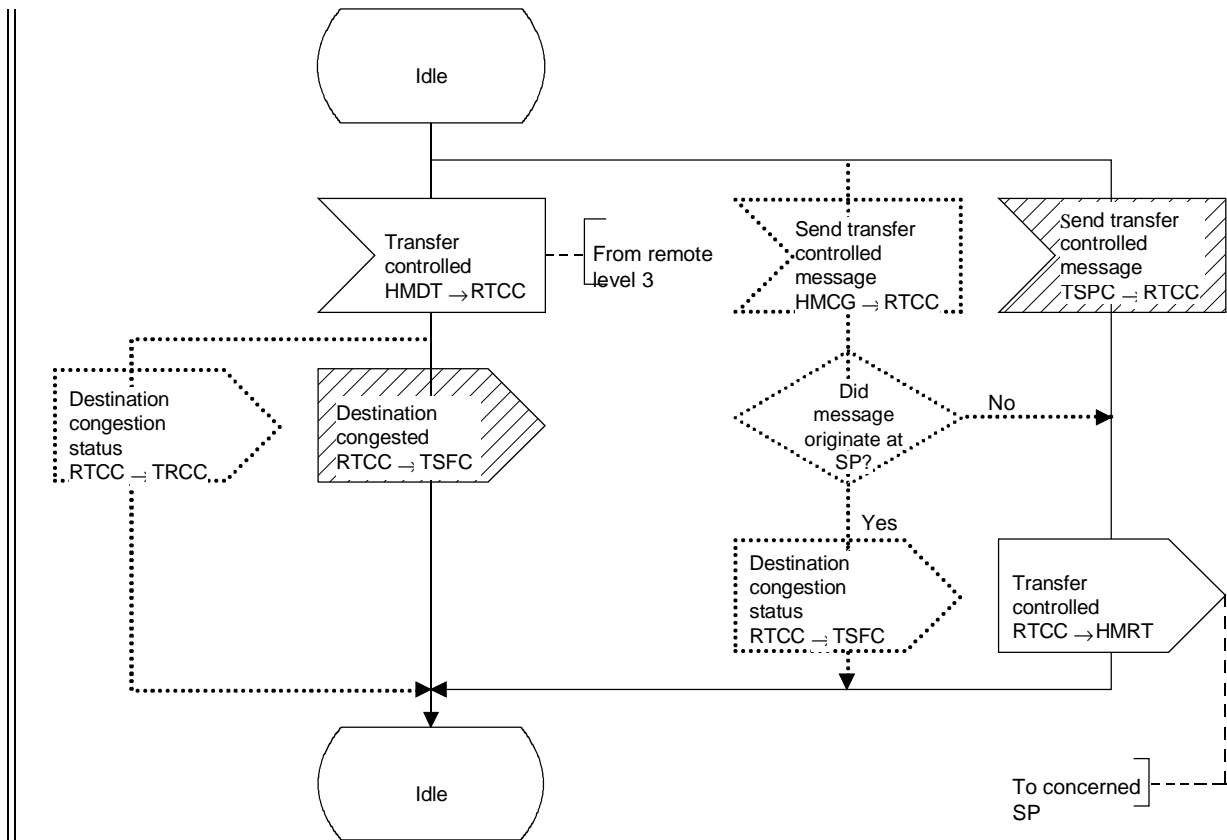 Idle
Transfer
controlled
HMDT → RTCC
From remote
level 3
Send transfer
controlled
message
HMCG → RTCC
Send transfer
controlled
message
TSPC → RTCC
Destination
congestion
status
RTCC → TRCC
Destination
congested
RTCC → TSFC
Did
message
originate at
SP?
No
Yes
Destination
congestion
status
RTCC → TSFC
Transfer
controlled
RTCC → HMRT
Idle
To concerned
SP